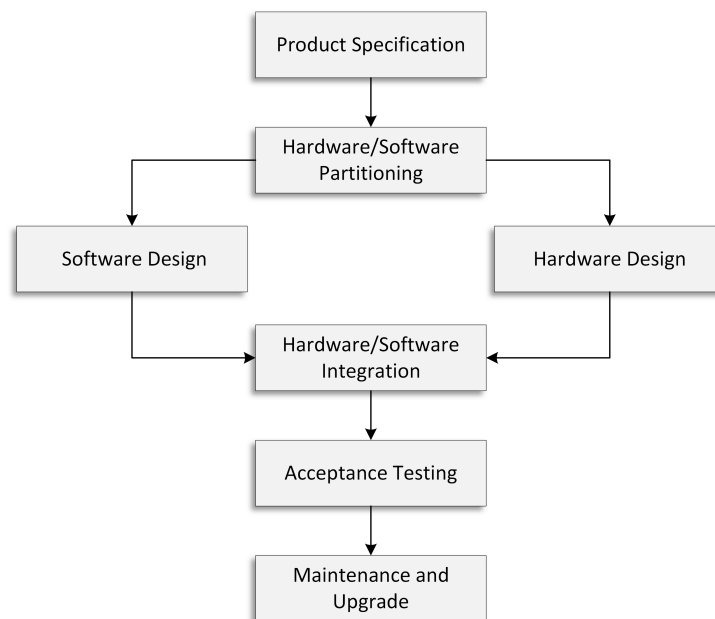 Product Specification
Hardware/Software
Partitioning
Software Design
Hardware Design
Hardware/Software
Integration
Acceptance Testing
Maintenance and
Upgrade